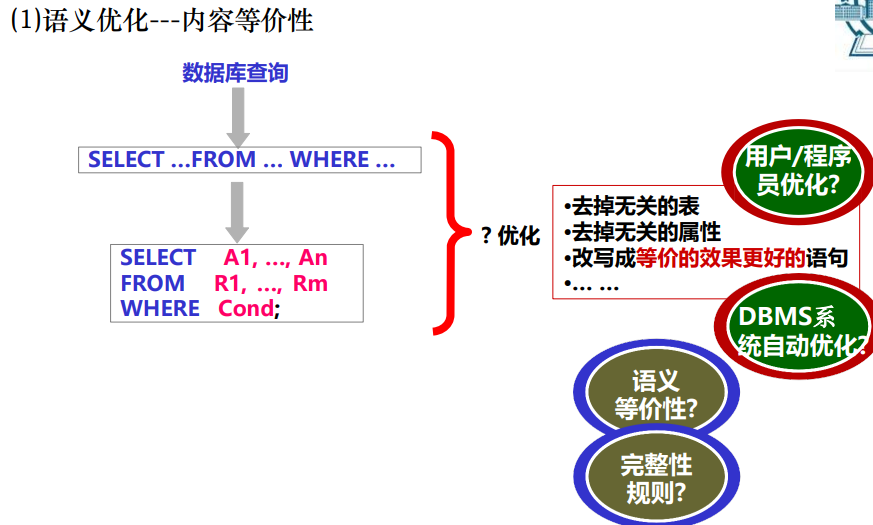 (1)语义优化---内容等价性
数据库查询
SELECT ...FROM ... WHERE ...
SELECT A1, ..., An
FROM R1, ..., Rm
WHERE Cond;
? 优化
•去掉无关的表
•去掉无关的属性
•改写成等价的效果更好的语句
•... ...
用户/程序
员优化?
DBMS系
统自动优化?
语义
等价性?
完整性
规则?